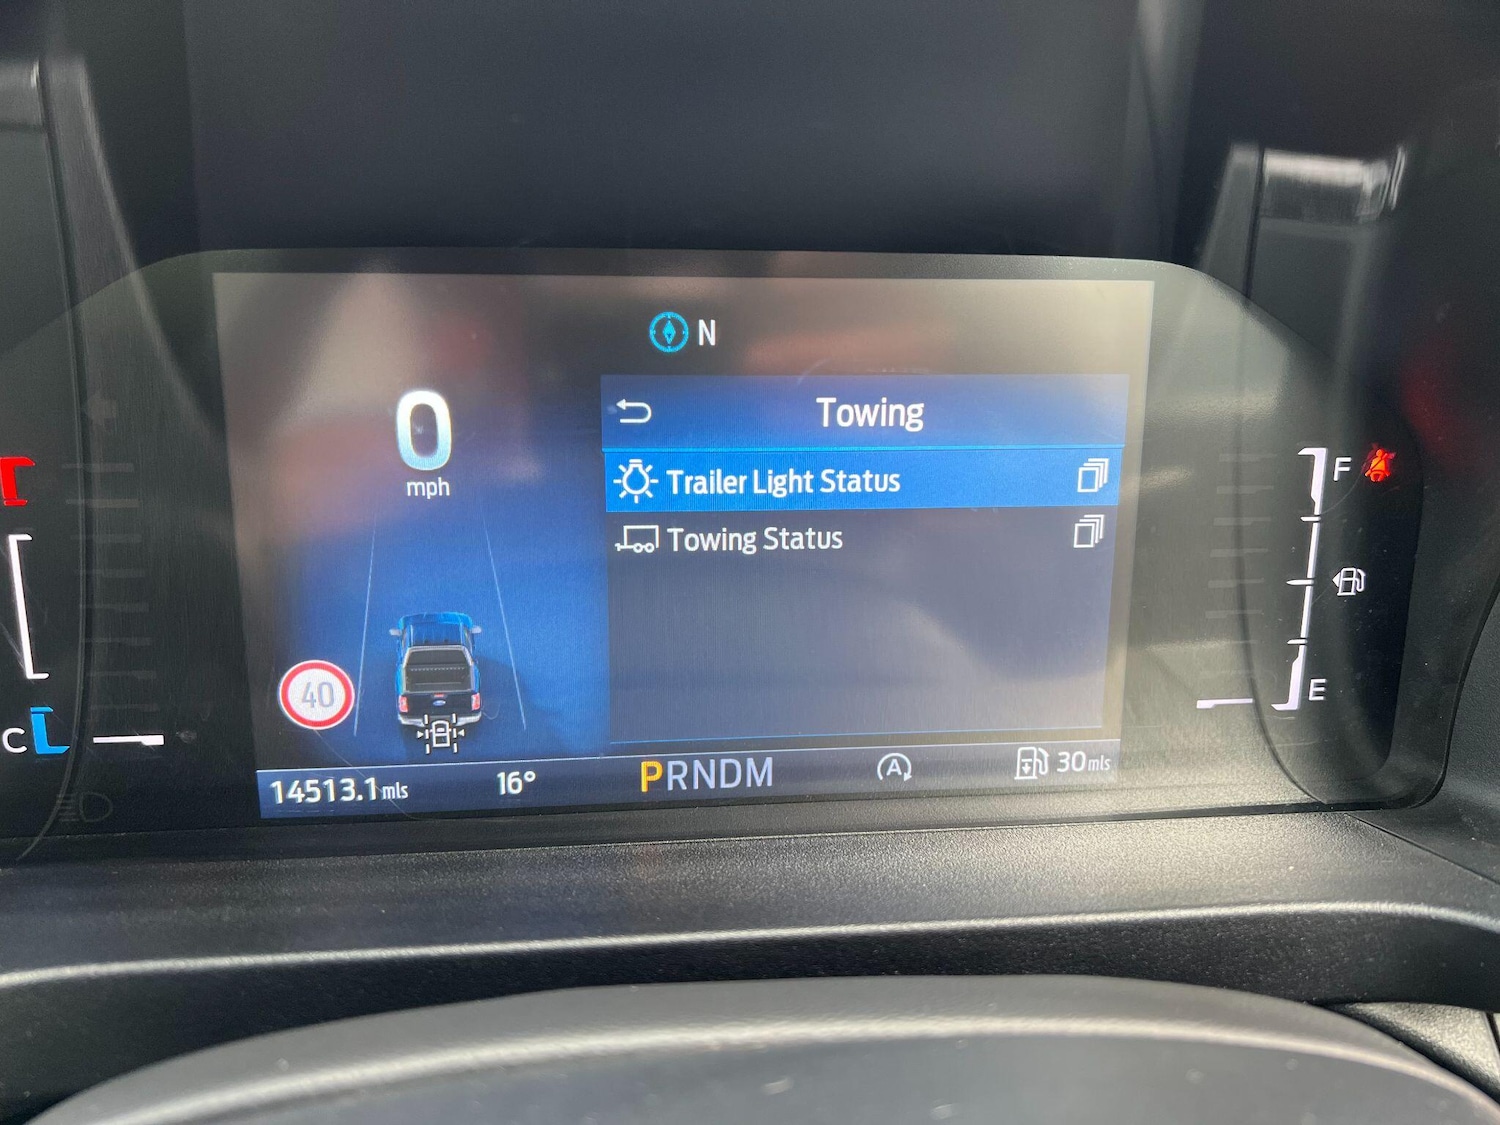 N
0
mph
Towing
Trailer Light Status
Towing Status
40
F
E
C
14513.1 mls
16°
PRNDM
A
30 mls